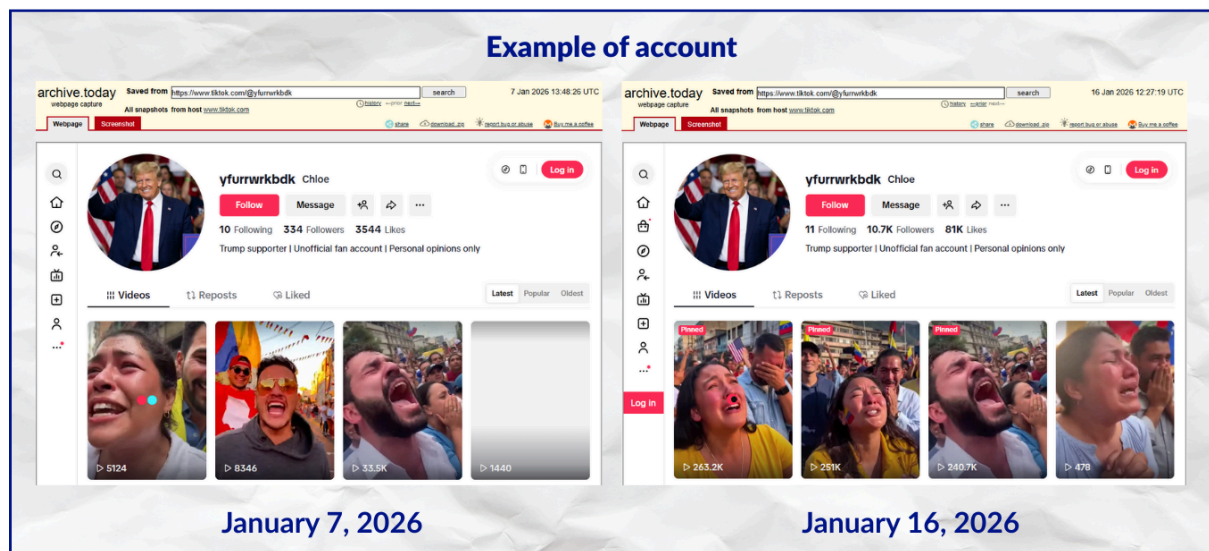 Example of account
archive.today
webpage capture
Saved from https://www.tiktok.com/@yfurrwrkbdk search 7 Jan 2026 13:48:26 UTC
history ←prior next→
All snapshots from host www.tiktok.com
Webpage Screenshot
share download .zip report bug or abuse Buy me a coffee
Log in
yfurrwrkbdk Chloe
Follow Message
10 Following 334 Followers 3544 Likes
Trump supporter | Unofficial fan account | Personal opinions only
Videos Reposts Liked
Latest Popular Oldest
5124
8346
33.5K
1440
January 7, 2026
archive.today
webpage capture
Saved from https://www.tiktok.com/@yfurrwrkbdk search 16 Jan 2026 12:27:19 UTC
history ←prior next→
All snapshots from host www.tiktok.com
Webpage Screenshot
share download .zip report bug or abuse Buy me a coffee
Log in
yfurrwrkbdk Chloe
Follow Message
11 Following 10.7K Followers 81K Likes
Trump supporter | Unofficial fan account | Personal opinions only
Videos Reposts Liked
Latest Popular Oldest
Pinned
Pinned
Pinned
Log in
263.2K
251K
240.7K
478
January 16, 2026